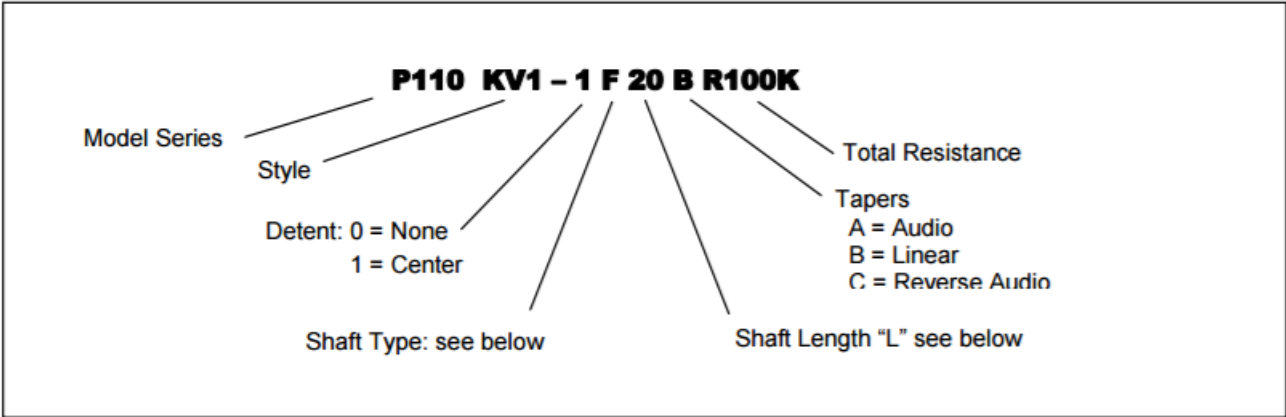 P110 KV1 – 1 F 20 B R100K
Model Series
Total Resistance
Style
Tapers
A = Audio
B = Linear
C = Reverse Audio
Detent: 0 = None
1 = Center
Shaft Type: see below
Shaft Length “L” see below